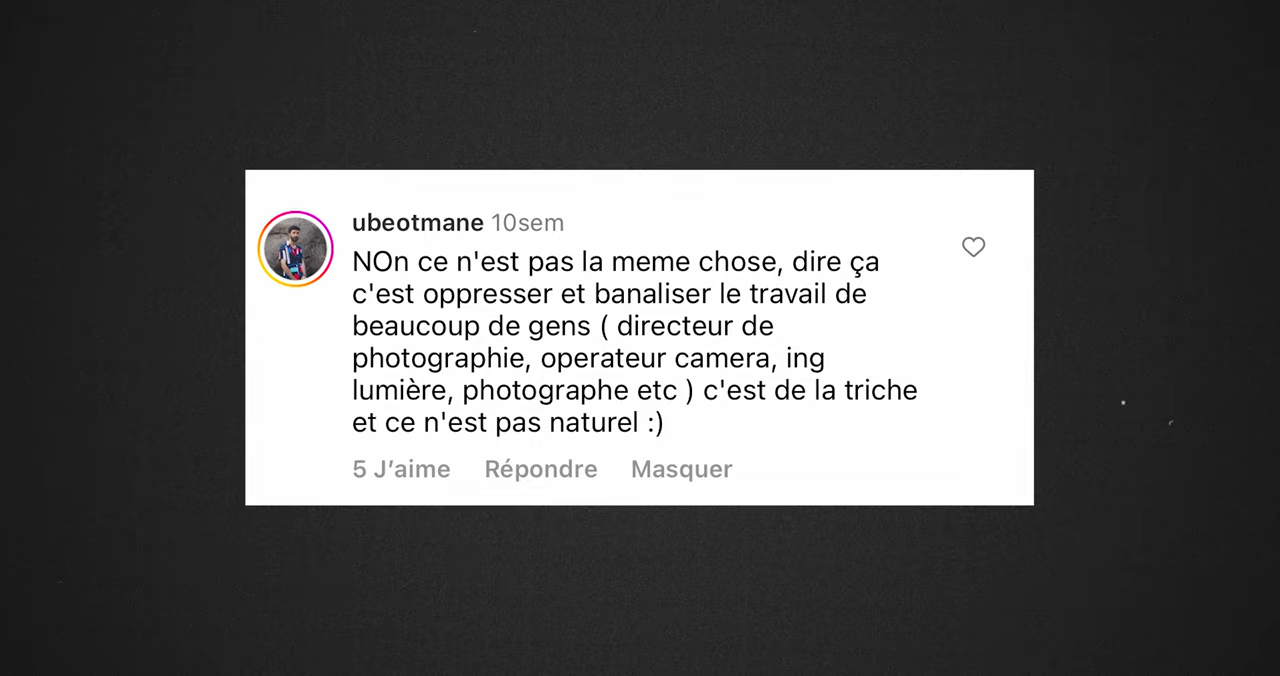 ubeotmane 10sem
NOn ce n'est pas la meme chose, dire ça
c'est oppresser et banaliser le travail de
beaucoup de gens ( directeur de
photographie, operateur camera, ing
lumière, photographe etc ) c'est de la triche
et ce n'est pas naturel :)
5 J’aime Répondre Masquer